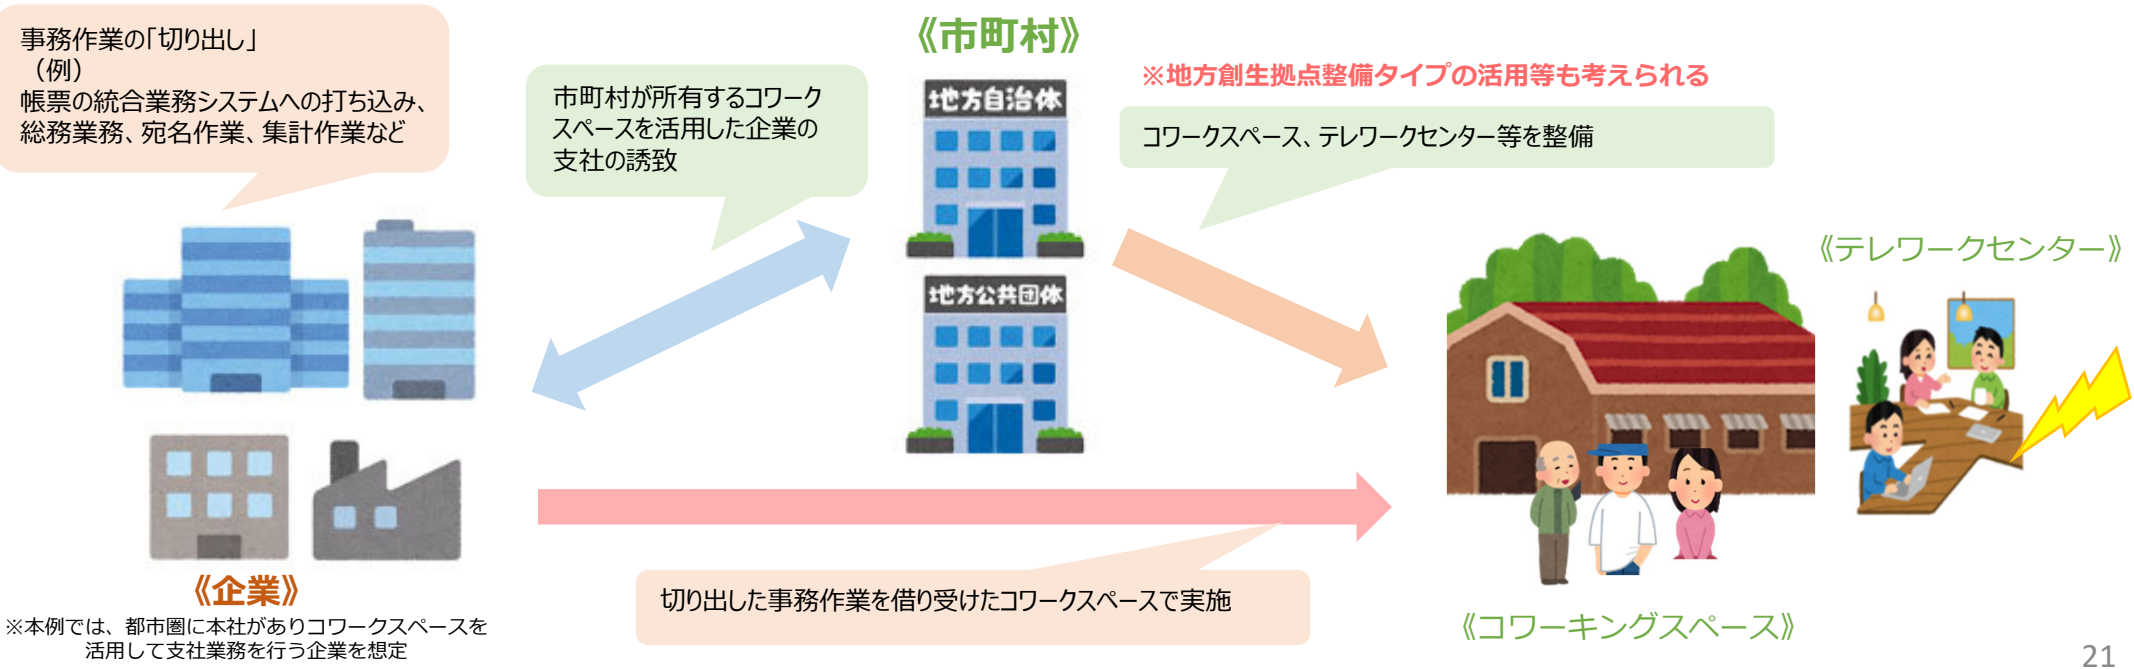 事務作業の「切り出し」
（例）
帳票の統合業務システムへの打ち込み、
総務業務、宛名作業、集計作業など
市町村が所有するコワーク
スペースを活用した企業の
支社の誘致
《市町村》
地方自治体
地方公共団体
※地方創生拠点整備タイプの活用等も考えられる
コワークスペース、テレワークセンター等を整備
《テレワークセンター》
《企業》
※本例では、都市圏に本社がありコワークスペースを
活用して支社業務を行う企業を想定
切り出した事務作業を借り受けたコワークスペースで実施
《コワーキングスペース》
21